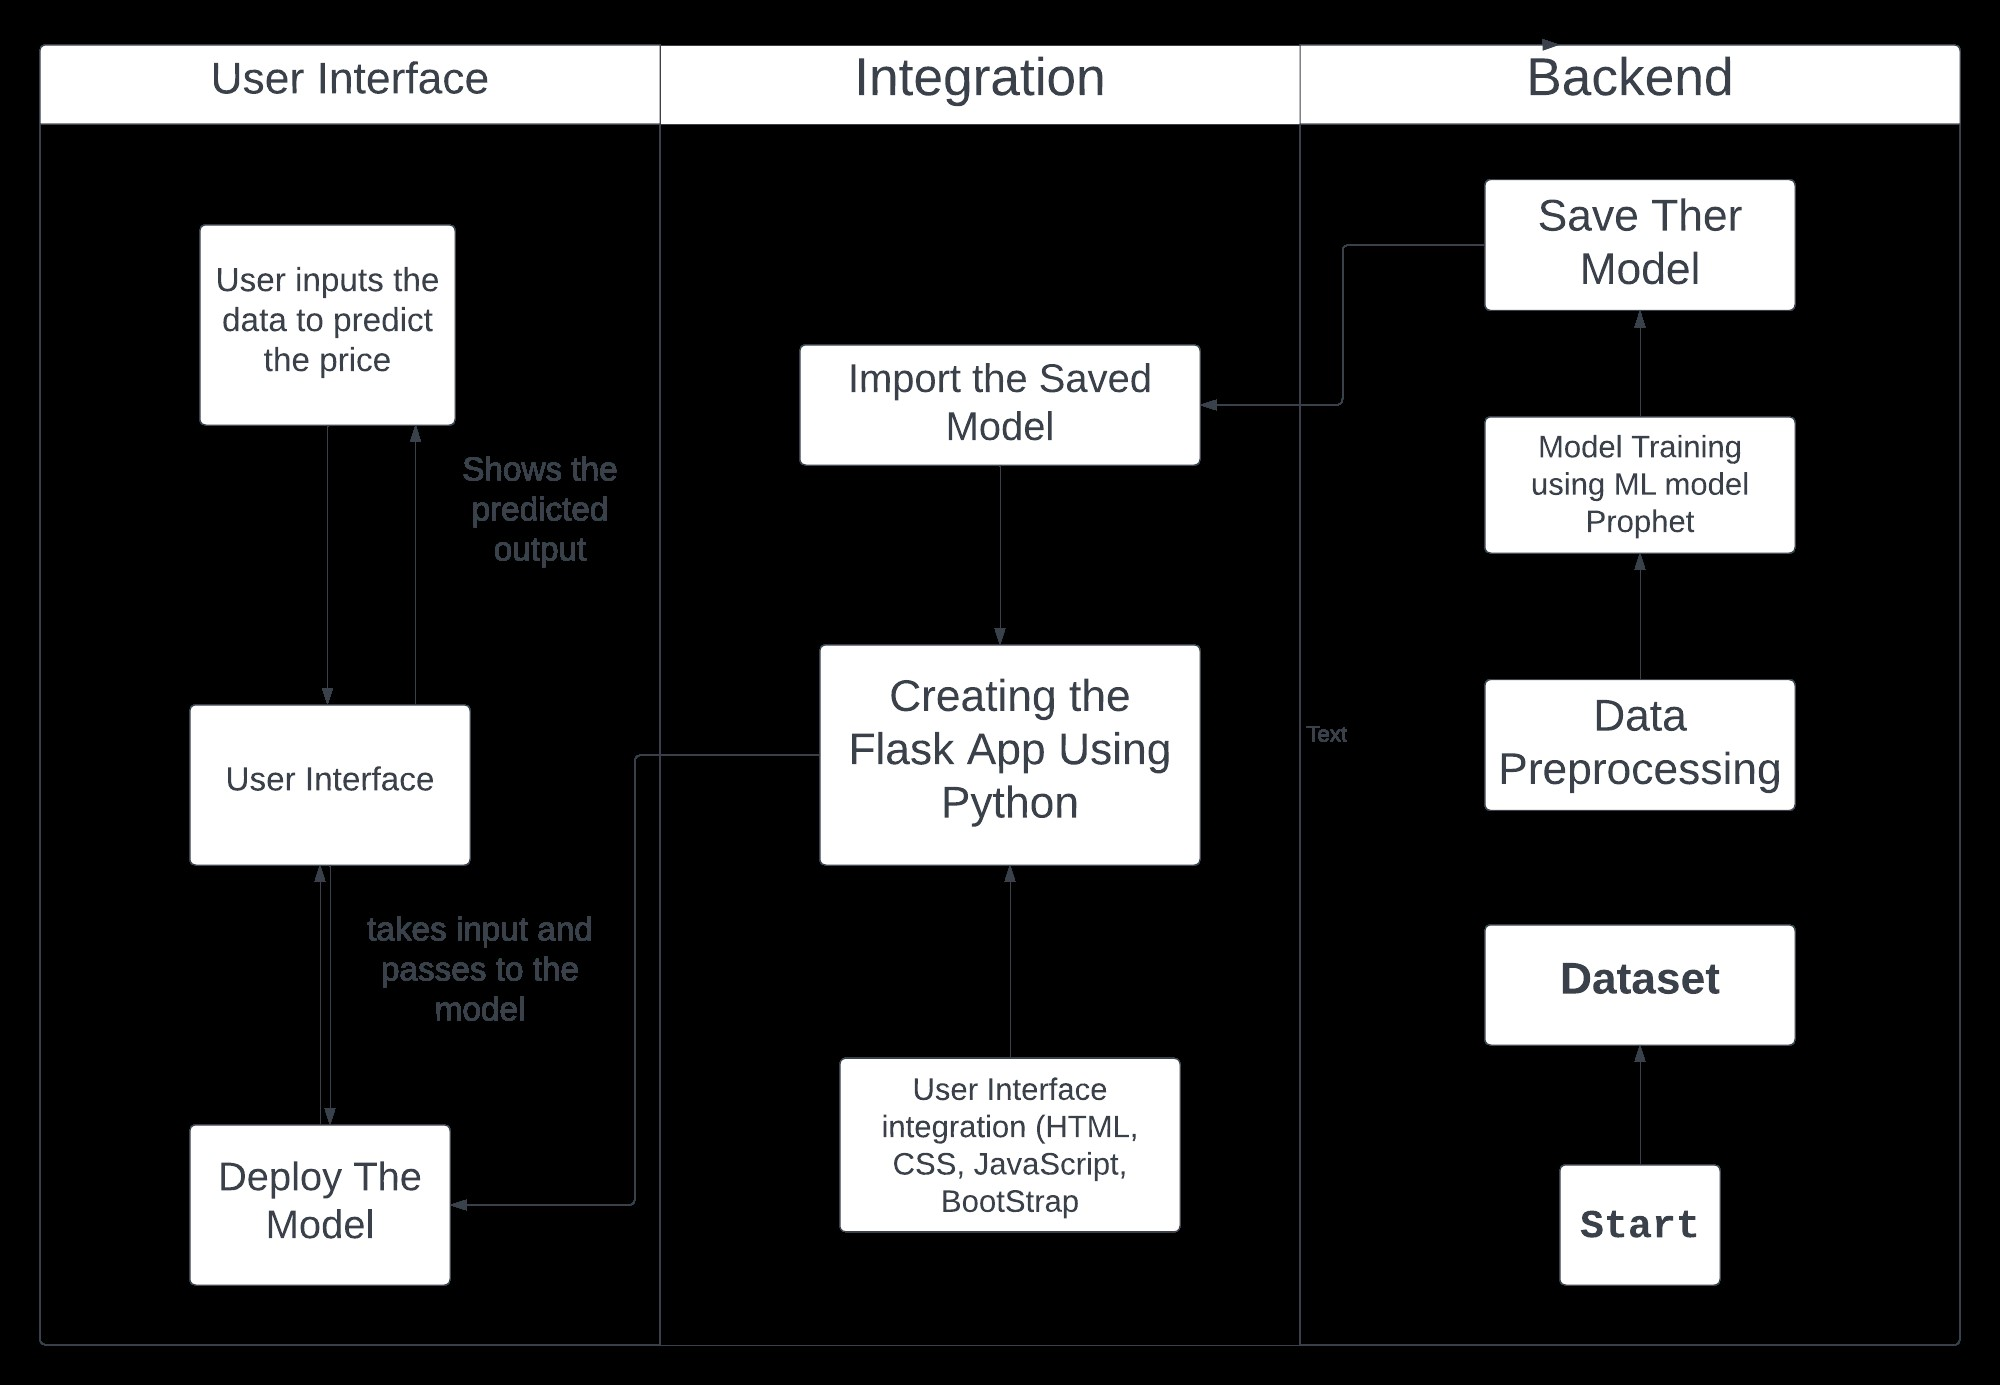 User Interface
Integration
Backend
User inputs the
data to predict
the price
Shows the
predicted
output
User Interface
takes input and
passes to the
model
Deploy The
Model
Import the Saved
Model
Creating the
Flask App Using
Python
User Interface
integration (HTML,
CSS, JavaScript,
BootStrap
Save Ther
Model
Model Training
using ML model
Prophet
Text
Data
Preprocessing
Dataset
Start